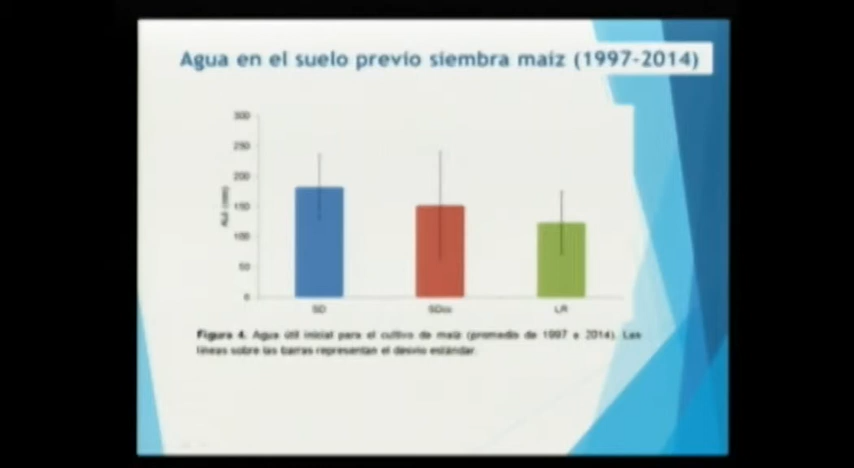 Agua en el suelo previo siembra maiz (1997-2014)
300
250
200
150
100
50
0
SD
SDcc
LR
Figura 4. Agua útil inicial para el cultivo de maíz (promedio de 1997 a 2014). Las
líneas sobre las barras representan el desvío estándar.